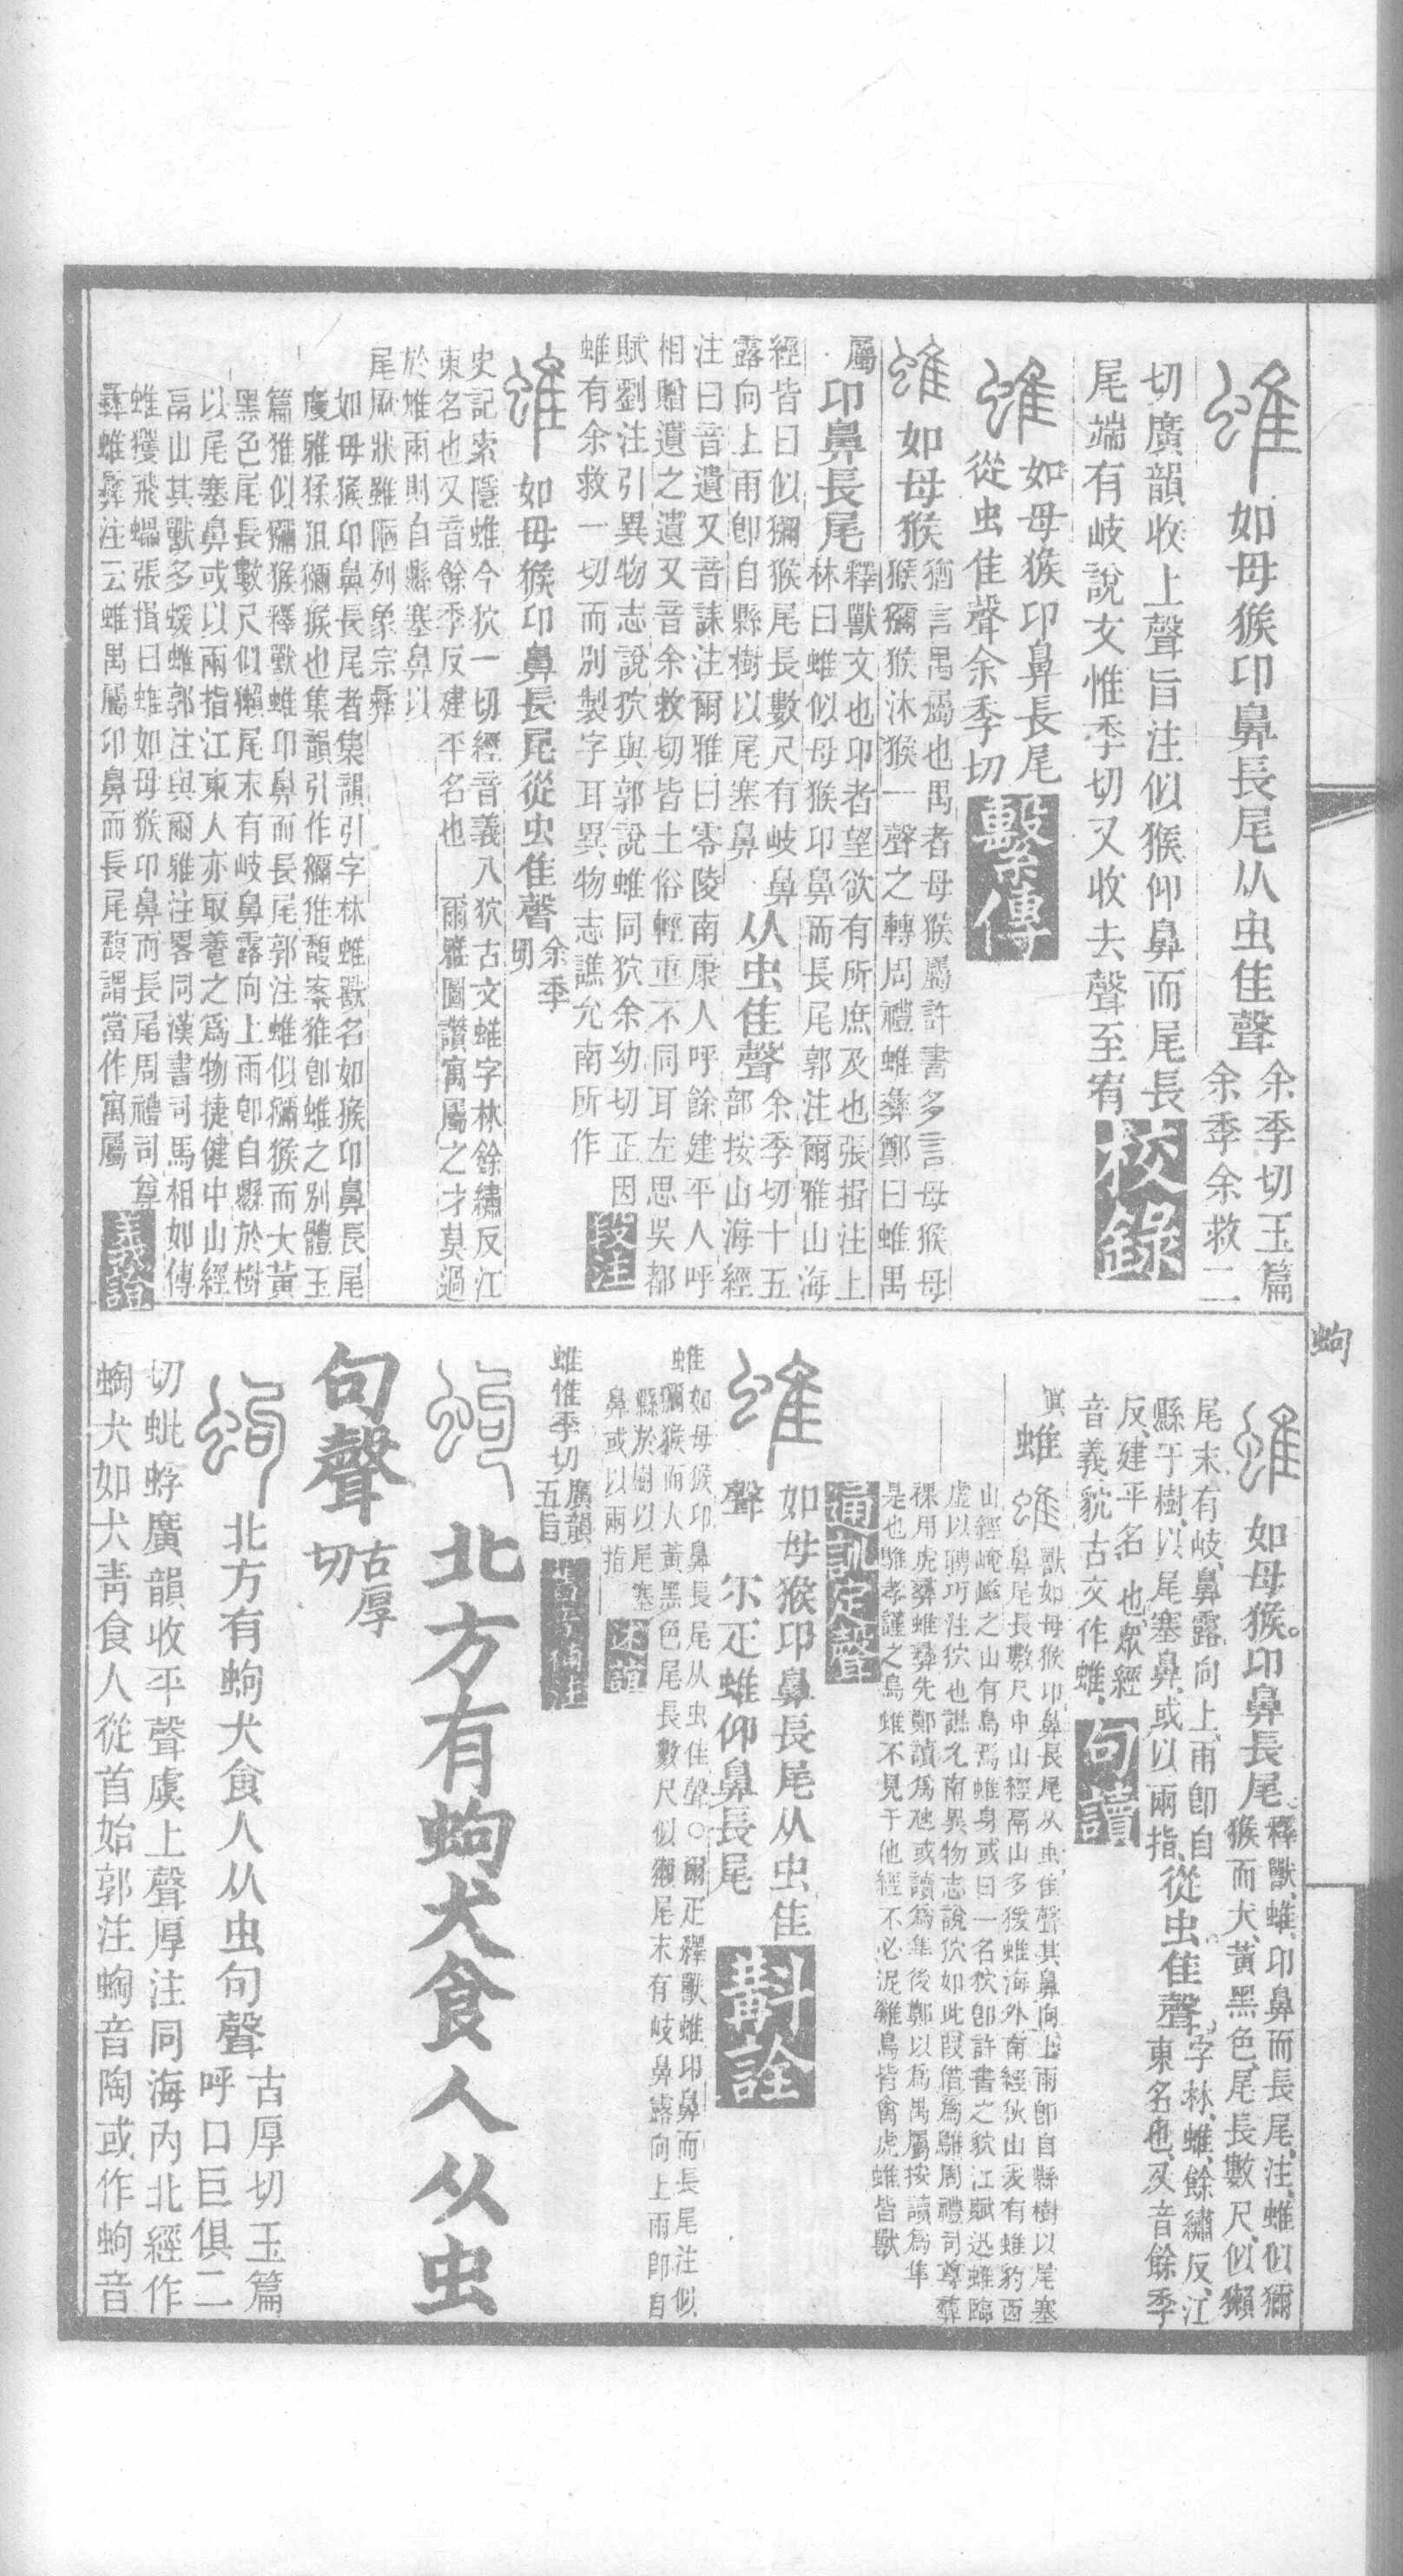 蜼 如母猴卬鼻長尾从虫隹聲 余季切玉篇余季余救二
切廣韻收上聲旨注似猴仰鼻而尾長
尾端有岐說文惟季切又收去聲至宥 校錄
蜼 如母猴卬鼻長尾
從虫隹聲余季切 繫傳
蜼 如母猴 猶言禺屬也禺者母猴屬許書多言母猴母
猴獼猴沐猴一聲之轉周禮蜼彝鄭曰蜼禺
屬 卬鼻長尾 釋獸文也卬者望欲有所庶及也張揖注上
林曰蜼似母猴卬鼻而長尾郭注爾雅山海
經皆曰似獼猴尾長數尺有岐鼻
露向上雨卽自縣樹以尾塞鼻 从虫隹聲 余季切十五
部按山海經
注曰音遺又音誄注爾雅曰零陵南康人呼餘建平人呼
相贈遺之遺又音余救切皆土俗輕重不同耳左思吳都
賦劉注引異物志說狖與郭說蜼同狖余幼切正因
蜼有余救一切而別製字耳異物志譙允南所作 段注
蜼 如母猴卬鼻長尾從虫隹聲 余季切
史記索隱蜼今狖一切經音義八狖古文蜼字林餘繡反江
東名也又音餘季反建平名也 爾雅圖讚寓屬之才莫過
於蜼雨則自縣塞鼻以
尾厥狀雖陋列象宗彝
如母猴卬鼻長尾者集韻引字林蜼獸名如猴卬鼻長尾
廣雅猱狙獼猴也集韻引作獼猚馥案猚卽蜼之別體玉
篇猚似獼猴釋獸蜼卬鼻而長尾郭注蜼似獼猴而大黃
黑色尾長數尺似獺尾末有岐鼻露向上雨卽自縣於樹
以尾塞鼻或以兩指江東人亦取養之爲物捷健中山經
鬲山其獸多蝯蜼郭注與爾雅注畧同漢書司馬相如傳
蜼玃飛蠝張揖曰蜼如母猴卬鼻而長尾周禮司尊
彝蜼彝注云蜼禺屬卬鼻而長尾馥謂當作寓屬 義證
蜼 如母猴卬鼻長尾 釋獸蜼卬鼻而長尾注蜼似獼
猴而大黃黑色尾長數尺似獺
尾末有岐鼻露向上雨卽自
縣于樹以尾塞鼻或以兩指 從虫隹聲 字林蜼餘繡反江
東名也又音餘季
反建平名也眾經
音義狖古文作蜼 句讀
蜼 蜼 獸如母猴卬鼻長尾从虫隹聲其鼻向上雨卽自縣樹以尾塞
鼻尾長數尺中山經鬲山多猨蜼海外南經狄山爰有蜼豹西
山經崦嵫之山有鳥焉蜼身或曰一名狖卽許書之貁江賦迅蜼臨
虛以騁巧注狖也譙允南異物志說狖如此叚借爲鵻周禮司尊彝
祼用虎彝蜼彝先鄭讀爲虺或讀爲隼後鄭以爲禺屬按讀爲隼
是也鵻孝謹之鳥蜼不見于他經不必泥雞鳥皆禽虎蜼皆獸
通訓定聲
蜼 如母猴卬鼻長尾从虫隹
聲 尒疋蜼仰鼻長尾 斠詮
蜼如母猴卬鼻長尾从虫隹聲○爾疋釋獸蜼卬鼻而長尾注似
獼猴而大黃黑色尾長數尺似獺尾末有岐鼻露向上雨卽自
縣於樹以尾塞
鼻或以兩指 述誼
蜼惟季切 廣韻五旨
蚼 北方有蚼犬食人从虫
句聲 古厚切
蚼 北方有蚼犬食人从虫句聲 古厚切玉篇呼口巨俱二
切蚍蜉廣韻收平聲虞上聲厚注同海內北經作
蜪犬如犬靑食人從首始郭注蜪音陶或作蚼音
蚼